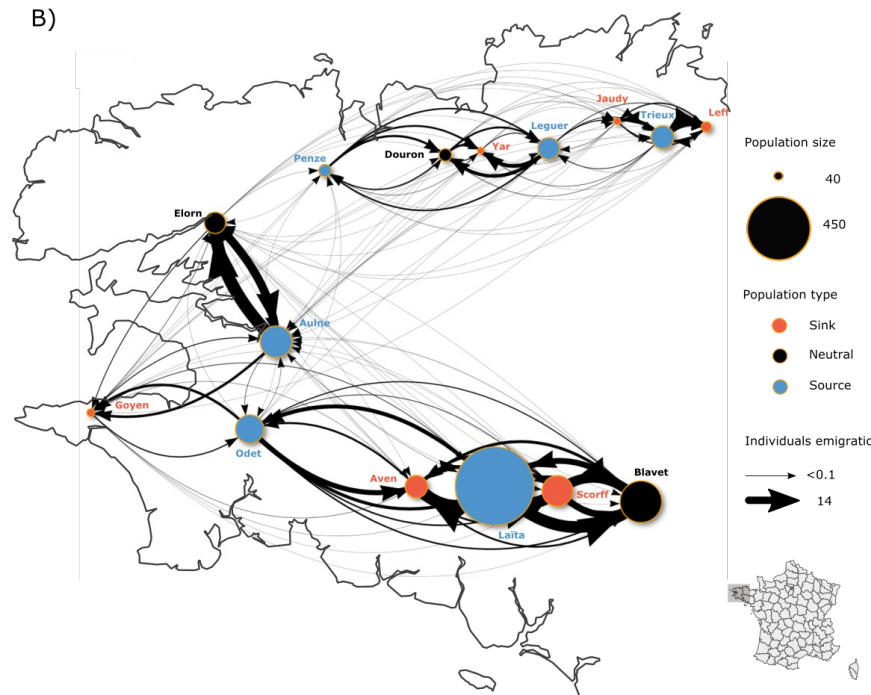 B)
Jaudy
Trieux
Leff
Leguer
Yar
Douron
Penze
Elorn
Aulne
Goyen
Odet
Aven
Laïta
Scorff
Blavet
Population size
40
450
Population type
Sink
Neutral
Source
Individuals emigratio
<0.1
14